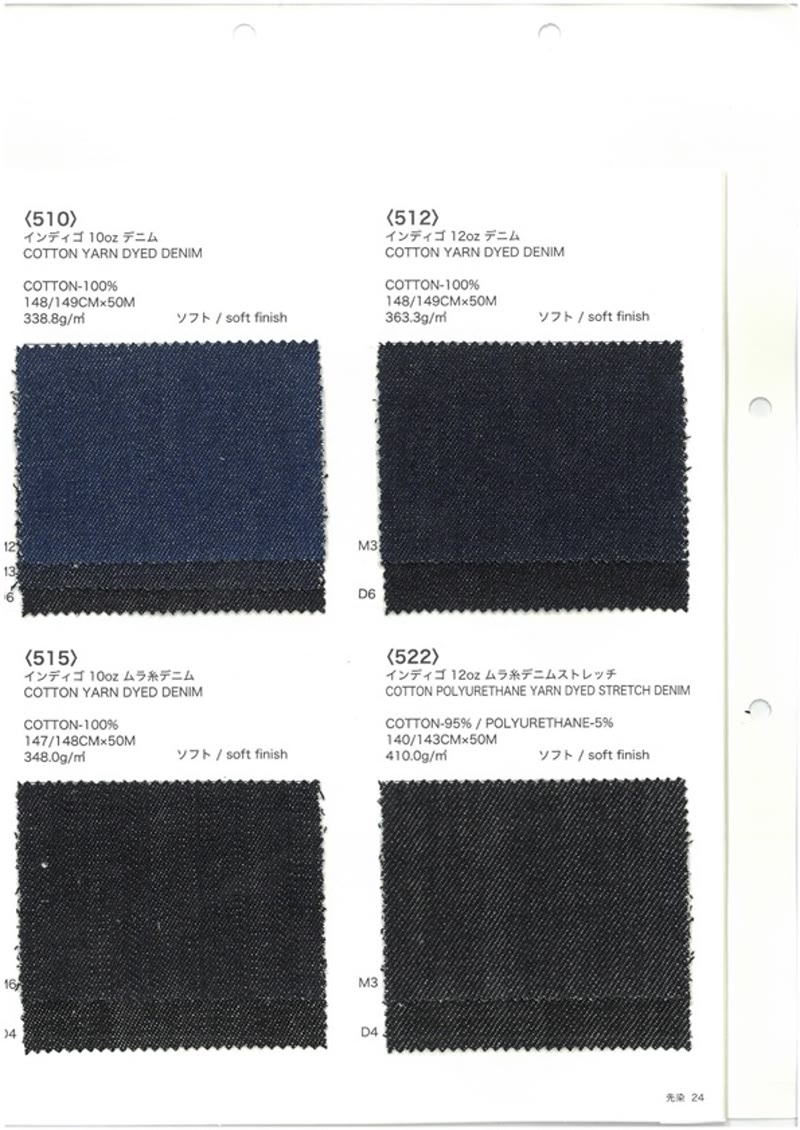 〈510〉
インディゴ 10oz デニム
COTTON YARN DYED DENIM
COTTON-100%
148/149CM×50M
338.8g/㎡ ソフト / soft finish
〈512〉
インディゴ 12oz デニム
COTTON YARN DYED DENIM
COTTON-100%
148/149CM×50M
363.3g/㎡ ソフト / soft finish
M3
D6
〈515〉
インディゴ 10oz ムラ糸デニム
COTTON YARN DYED DENIM
COTTON-100%
147/148CM×50M
348.0g/㎡ ソフト / soft finish
〈522〉
インディゴ 12oz ムラ糸デニムストレッチ
COTTON POLYURETHANE YARN DYED STRETCH DENIM
COTTON-95% / POLYURETHANE-5%
140/143CM×50M
410.0g/㎡ ソフト / soft finish
M3
D4
先染 24